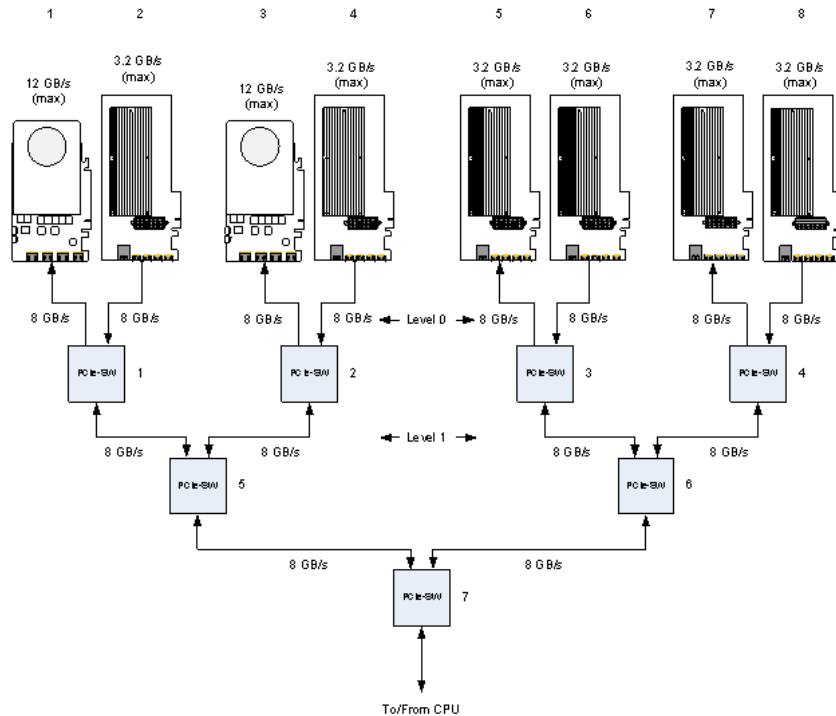 1 2 3 4 5 6 7 8
12 GB/s
(max)
3.2 GB/s
(max)
12 GB/s
(max)
3.2 GB/s
(max)
3.2 GB/s
(max)
3.2 GB/s
(max)
3.2 GB/s
(max)
3.2 GB/s
(max)
8 GB/s 8 GB/s 8 GB/s 8 GB/s Level 0 8 GB/s 8 GB/s 8 GB/s 8 GB/s
PCIe-SW 1 PCIe-SW 2 PCIe-SW 3 PCIe-SW 4
8 GB/s 8 GB/s Level 1 8 GB/s 8 GB/s
PCIe-SW 5 PCIe-SW 6
8 GB/s 8 GB/s
PCIe-SW 7
To/From CPU